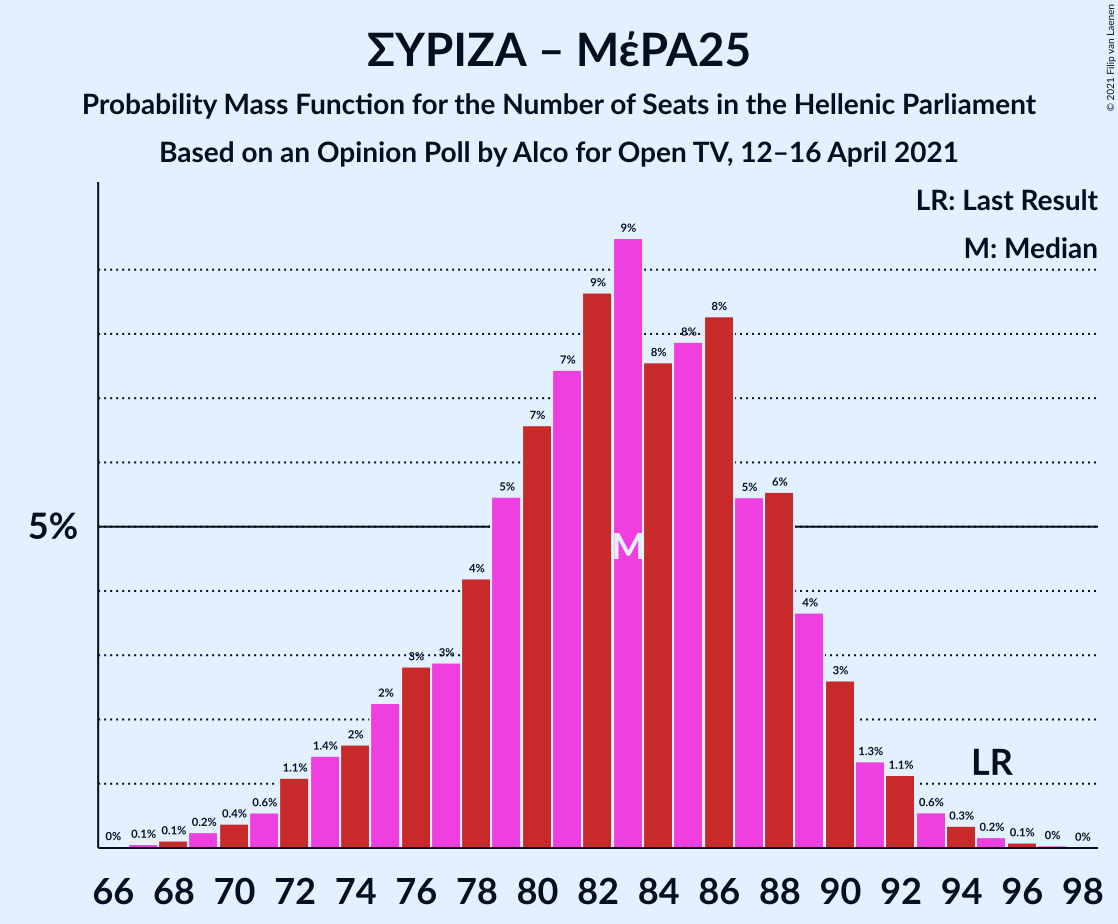 ΣΥΡΙΖΑ – ΜέΡΑ25
Probability Mass Function for the Number of Seats in the Hellenic Parliament
Based on an Opinion Poll by Alco for Open TV, 12–16 April 2021
© 2021 Filip van Laenen
LR: Last Result
M: Median
5%
0% 0.1% 0.1% 0.2% 0.4% 0.6% 1.1% 1.4% 2% 2% 3% 3% 4% 5% 7% 7% 9% 9% 8% 8% 8% 5% 6% 4% 3% 1.3% 1.1% 0.6% 0.3% 0.2% 0.1% 0% 0%
M
LR
66 68 70 72 74 76 78 80 82 84 86 88 90 92 94 96 98